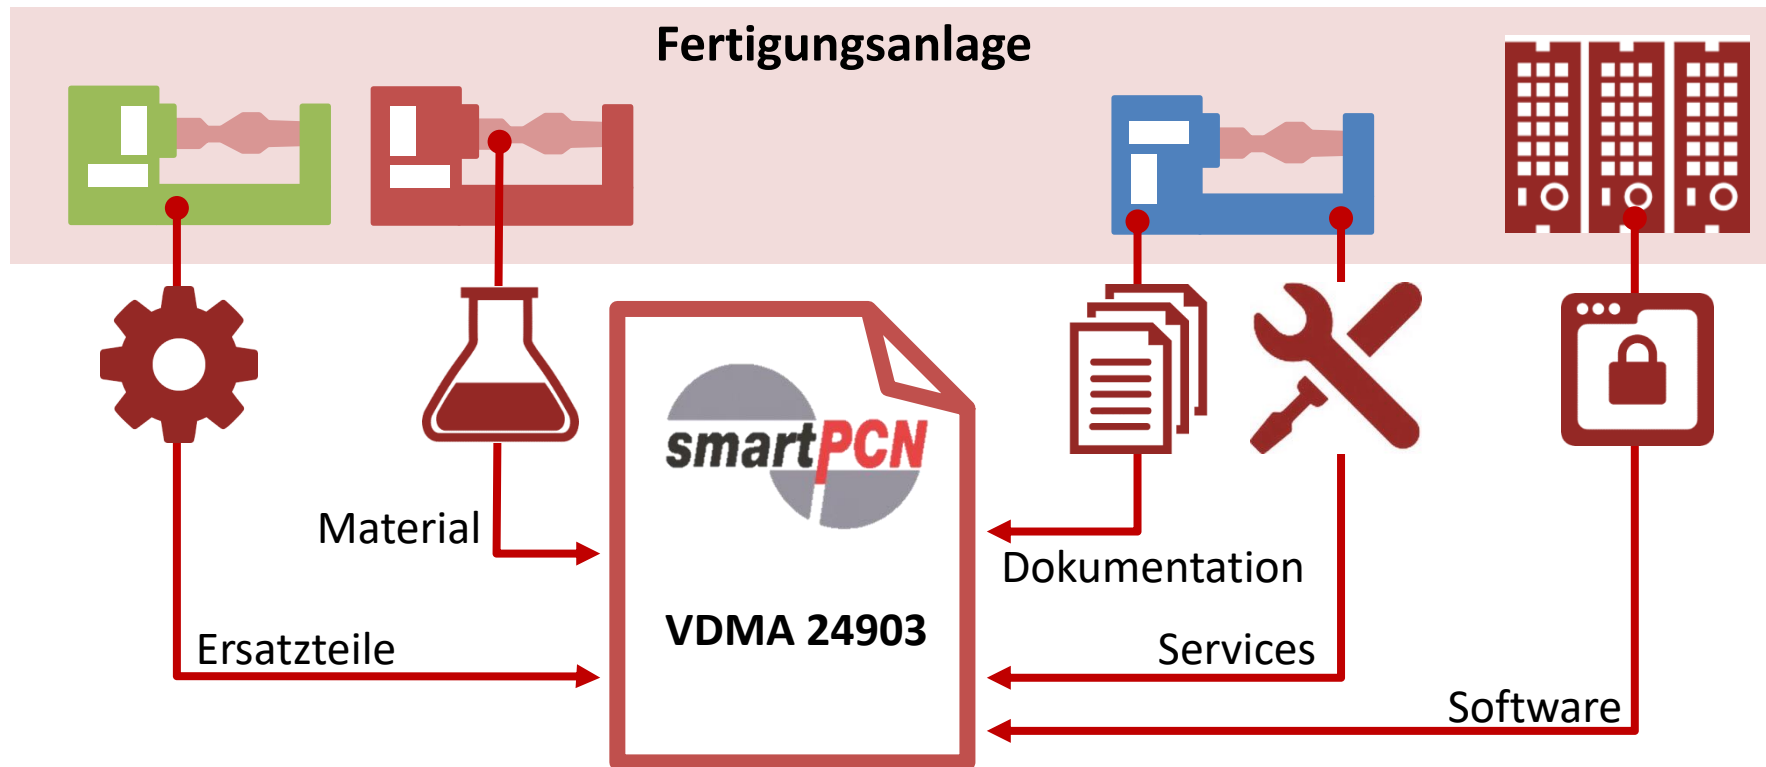 Fertigungsanlage
smartPCN
Material
Dokumentation
VDMA 24903
Ersatzteile
Services
Software